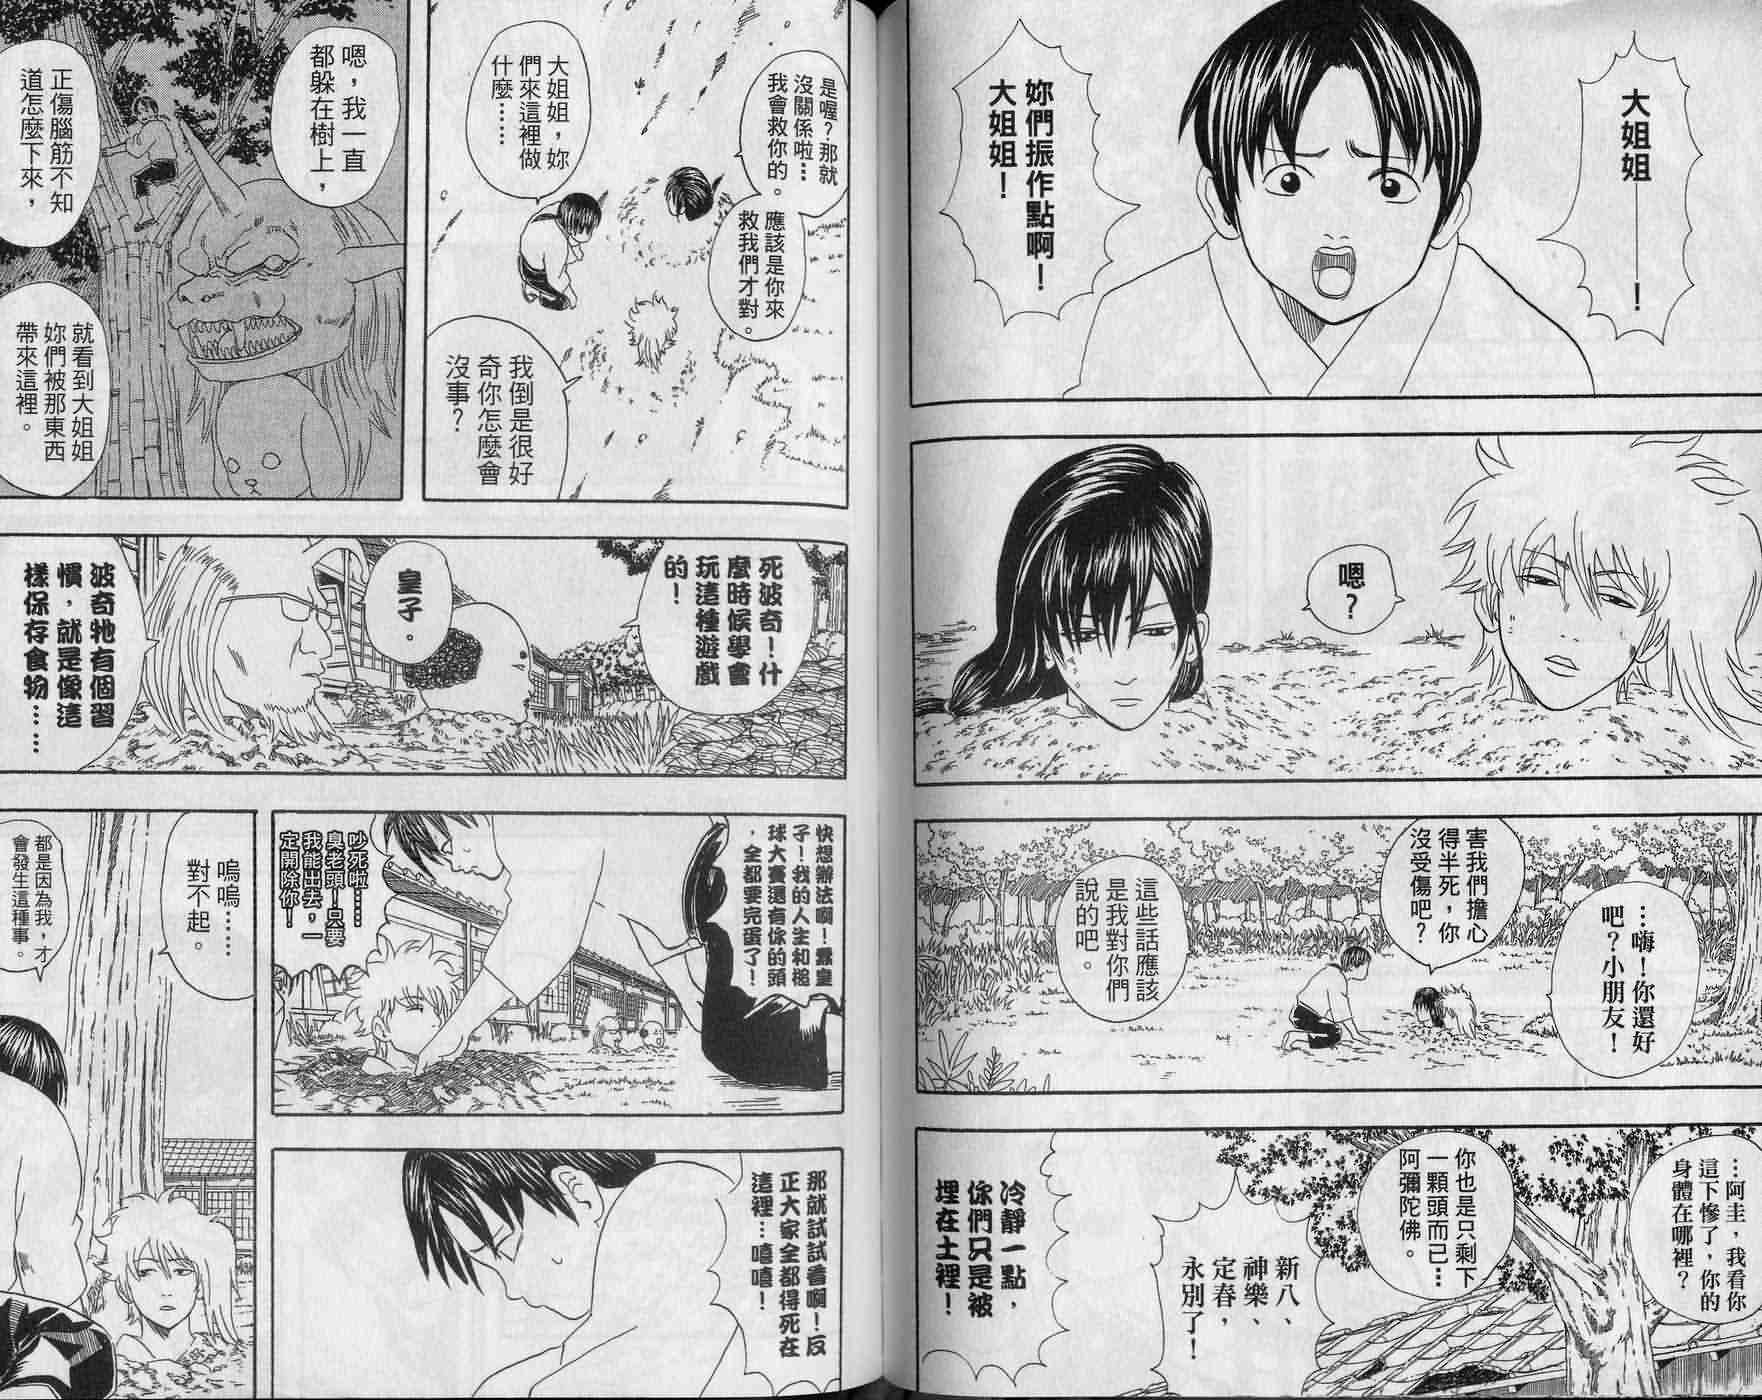 大姐姐——！
妳們振作點啊！
大姐姐！
嗯？
…嗨！你還好
吧？小朋友！
害我們擔心
得半死，你
沒受傷吧？
這些話應該
是我對你們
說的吧。
…阿圭，我看你
這下慘了，你的
身體在哪裡？
你也是只剩下
一顆頭而已…
阿彌陀佛。
新八、
神樂、
定春，
永別了！
冷靜一點，
你們只是被
埋在土裡！
是喔？那就
沒關係啦…
我會救你的。
應該是你來
救我們才對。
大姐姐，妳
們來這裡做
什麼……
我倒是很好
奇你怎麼會
沒事？
嗯，我一直
都躲在樹上，
正傷腦筋不知
道怎麼下來，
就看到大姐姐
妳們被那東西
帶來這裡。
死波奇！什
麼時候學會
玩這種遊戲
的！
皇子。
波奇牠有個習
慣，就是像這
樣保存食物……
快想辦法啊！蠢皇
子！我的人生和槌
球大賽還有你的頭
，全都要完蛋了！
吵死啦……
臭老頭！只要
我能出去，一
定開除你！
那就試試看啊！反
正大家全都得死在
這裡…嘻嘻！
嗚嗚……
對不起。
都是因為我，才
會發生這種事。